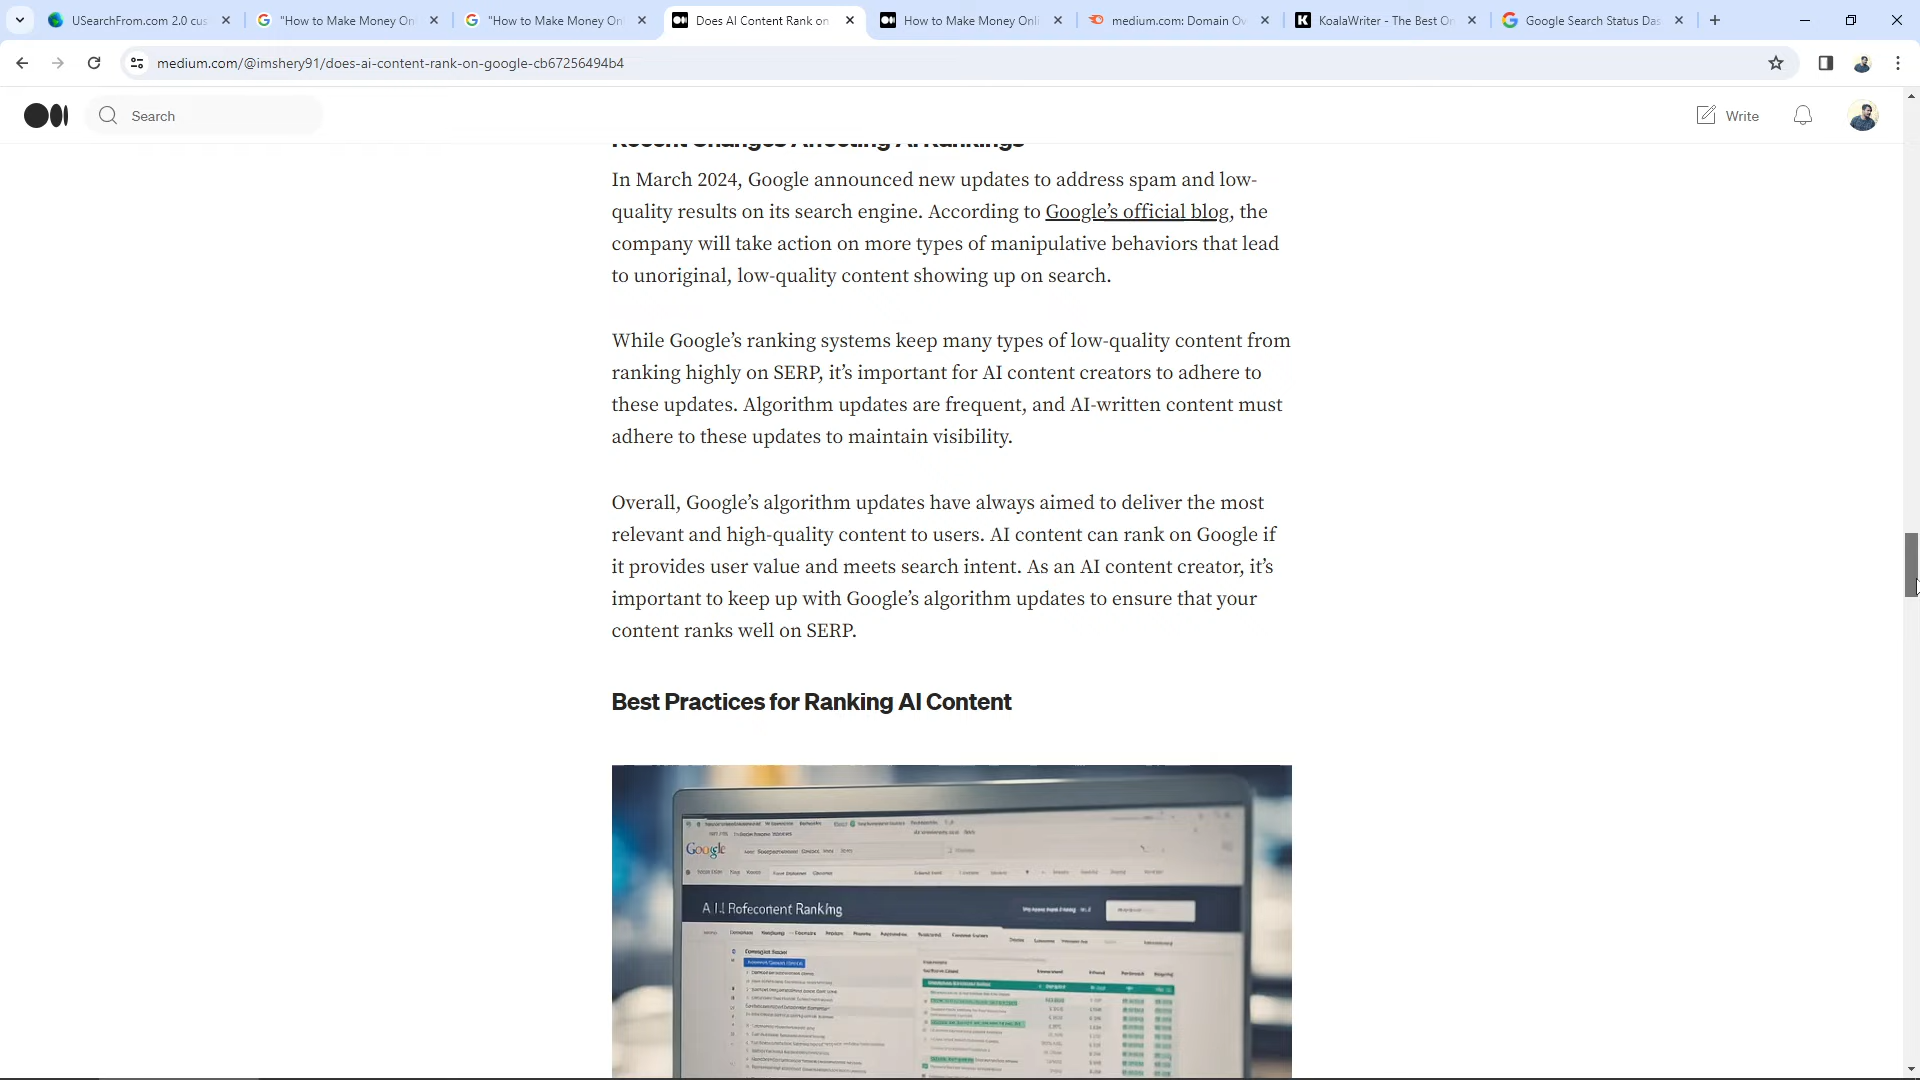 USearchFrom.com 2.0 cus
"How to Make Money Onl
"How to Make Money Onl
Does AI Content Rank on
How to Make Money Onli
medium.com: Domain Ov
KoalaWriter - The Best On
Google Search Status Das
medium.com/@imshery91/does-ai-content-rank-on-google-cb67256494b4
Search
Write
Recent Changes Affecting AI Rankings
In March 2024, Google announced new updates to address spam and low-
quality results on its search engine. According to Google’s official blog, the
company will take action on more types of manipulative behaviors that lead
to unoriginal, low-quality content showing up on search.
While Google’s ranking systems keep many types of low-quality content from
ranking highly on SERP, it’s important for AI content creators to adhere to
these updates. Algorithm updates are frequent, and AI-written content must
adhere to these updates to maintain visibility.
Overall, Google’s algorithm updates have always aimed to deliver the most
relevant and high-quality content to users. AI content can rank on Google if
it provides user value and meets search intent. As an AI content creator, it’s
important to keep up with Google’s algorithm updates to ensure that your
content ranks well on SERP.
Best Practices for Ranking AI Content
Google
Ranking